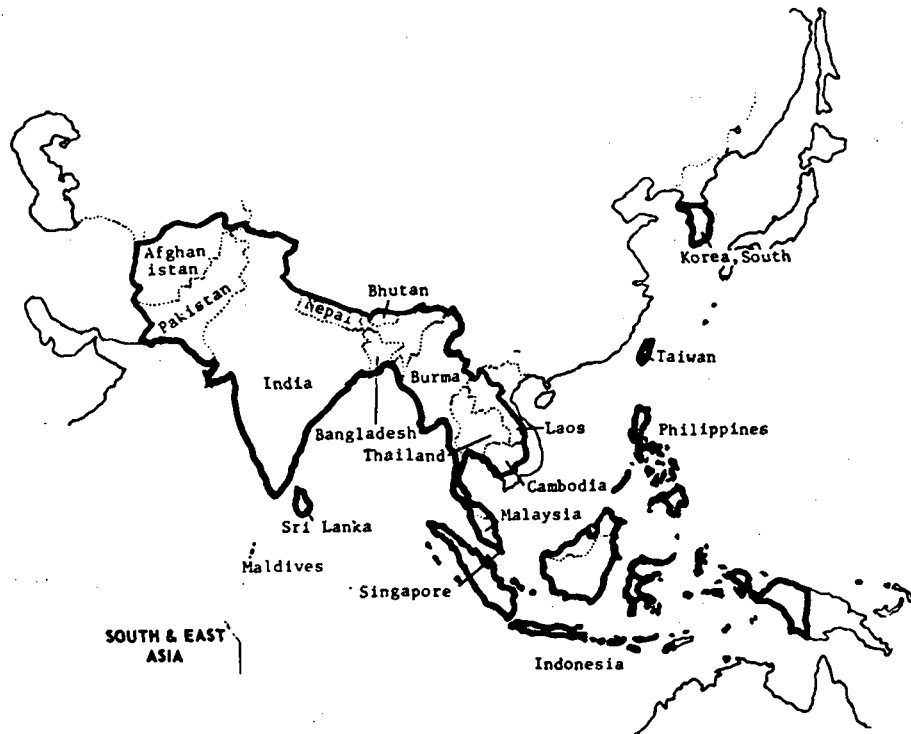 Afghan
istan
Pakistan
Nepal
Bhutan
India
Burma
Bangladesh
Thailand
Laos
Cambodia
Sri Lanka
Malaysia
Maldives
Singapore
Indonesia
Korea, South
Taiwan
Philippines
SOUTH & EAST
ASIA